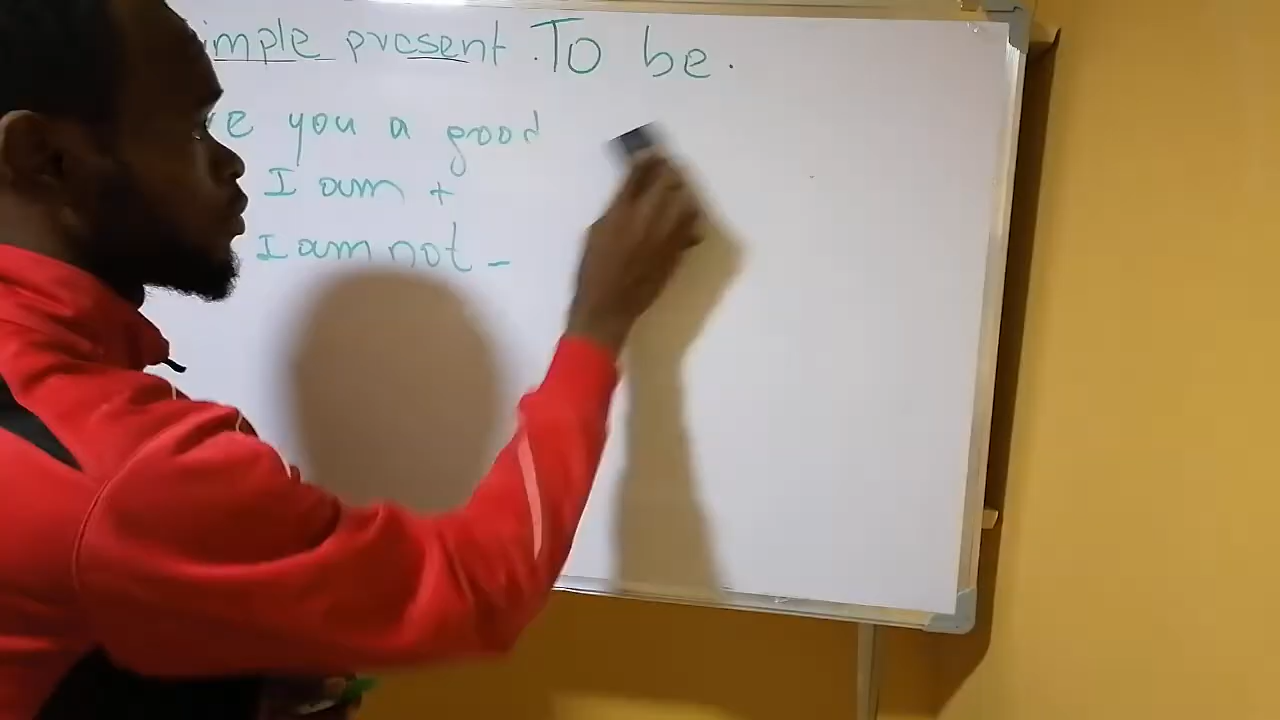 imple present .To be.
e you a good
I am +
I am not -